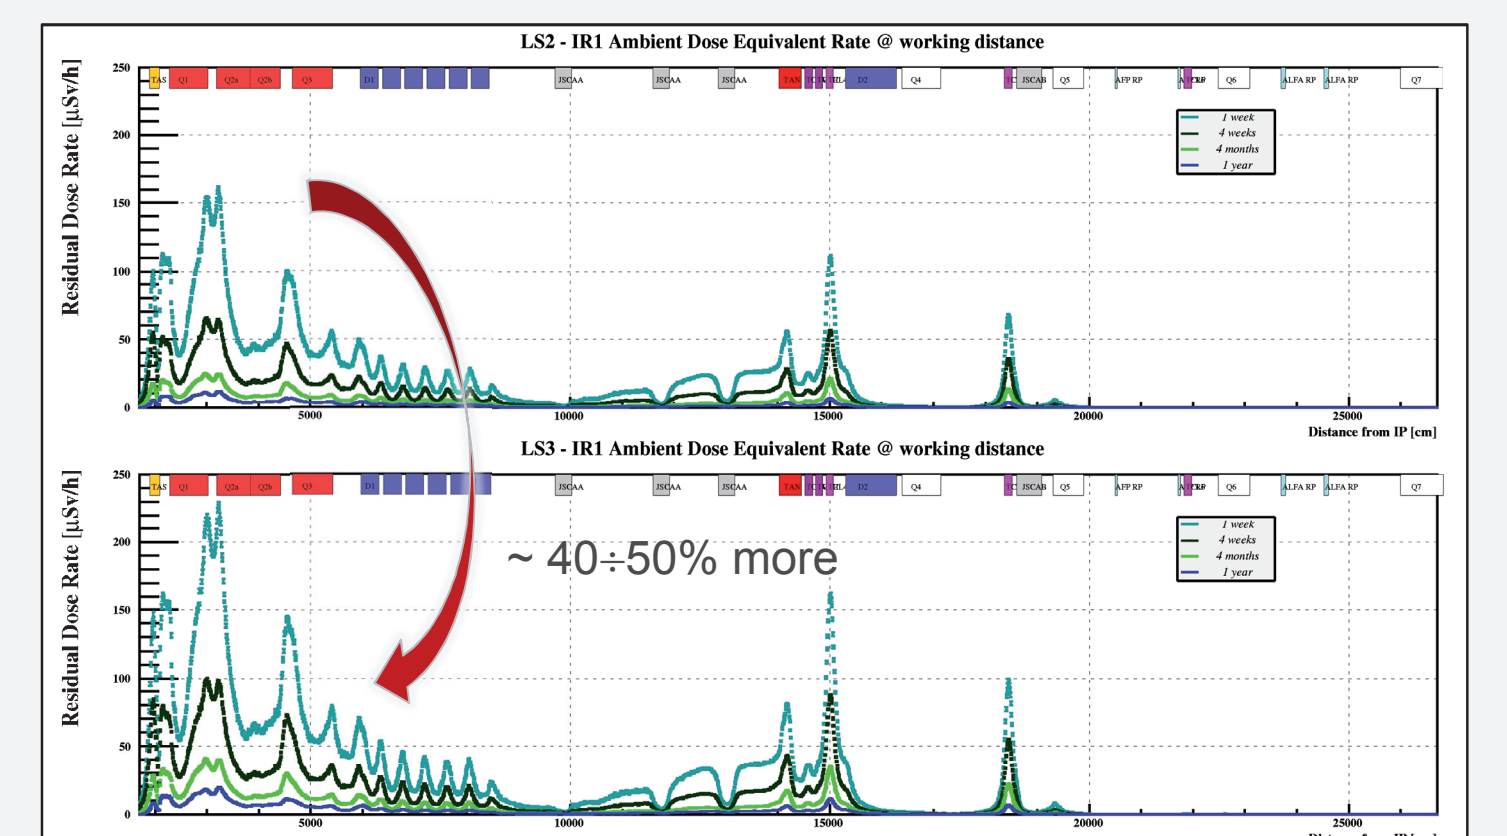 LS2 - IR1 Ambient Dose Equivalent Rate @ working distance
Residual Dose Rate [μSv/h]
250
200
150
100
50
0
TAS Q1 Q2a Q2b Q3 D1 JSCAA JSCAA JSCAA TAN D2 Q4 TC JSCAB Q5 AFP RP Q6 ALFA RP ALFA RP Q7
1 week
4 weeks
4 months
1 year
5000 10000 15000 20000 25000
Distance from IP [cm]
LS3 - IR1 Ambient Dose Equivalent Rate @ working distance
Residual Dose Rate [μSv/h]
250
200
150
100
50
0
TAS Q1 Q2a Q2b Q3 D1 JSCAA JSCAA JSCAA TAN D2 Q4 TC JSCAB Q5 AFP RP Q6 ALFA RP ALFA RP Q7
1 week
4 weeks
4 months
1 year
~ 40÷50% more
5000 10000 15000 20000 25000